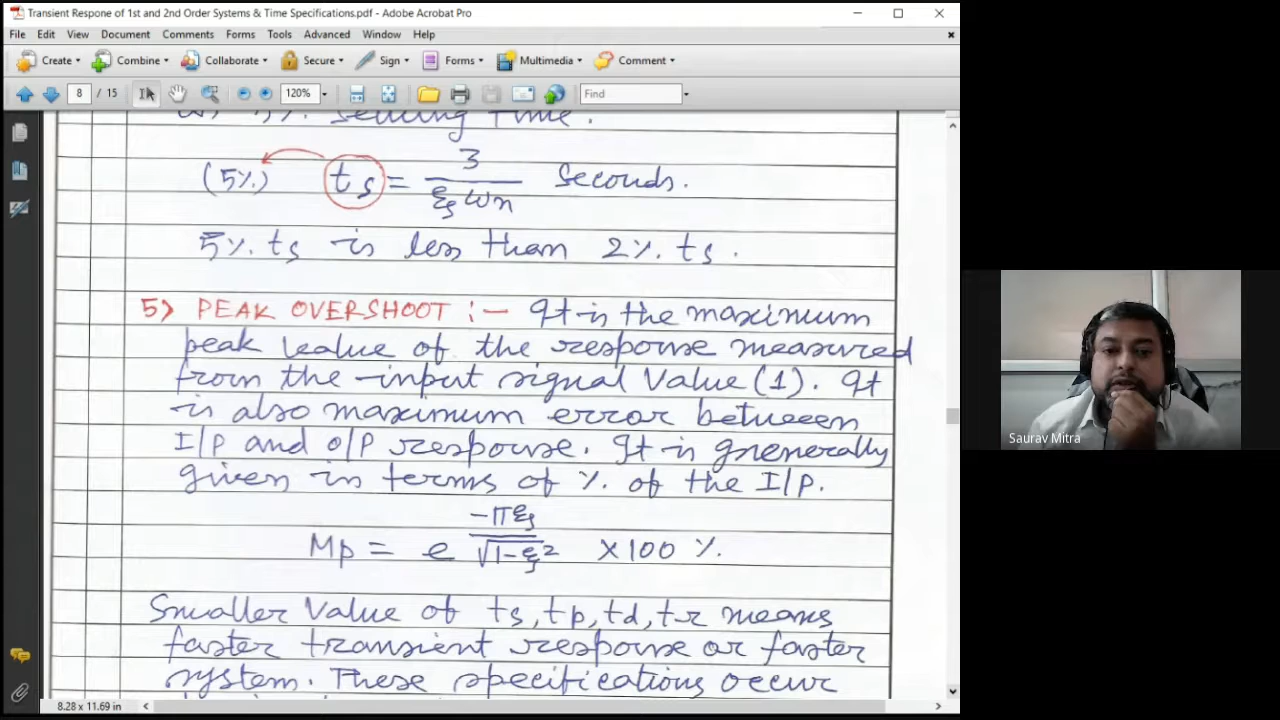 Transient Respone of 1st and 2nd Order Systems & Time Specifications.pdf - Adobe Acrobat Pro
File Edit View Document Comments Forms Tools Advanced Window Help
Create Combine Collaborate Secure Sign Forms Multimedia Comment
8 / 15 120% Find
5% settling Time.
(5%) ts = 3/ξωn seconds.
5% ts is less than 2% ts.
5) PEAK OVERSHOOT :- It is the maximum
peak value of the response measured
from the input signal value (1). It
is also maximum error between
I/P and O/P response. It is generally
given in terms of % of the I/P.
Mp = e^(-πξ/√1-ξ²) × 100 %.
Smaller Value of ts, tp, td, tr means
faster transient response or faster
system. These specifications occur
8.28 x 11.69 in
Saurav Mitra